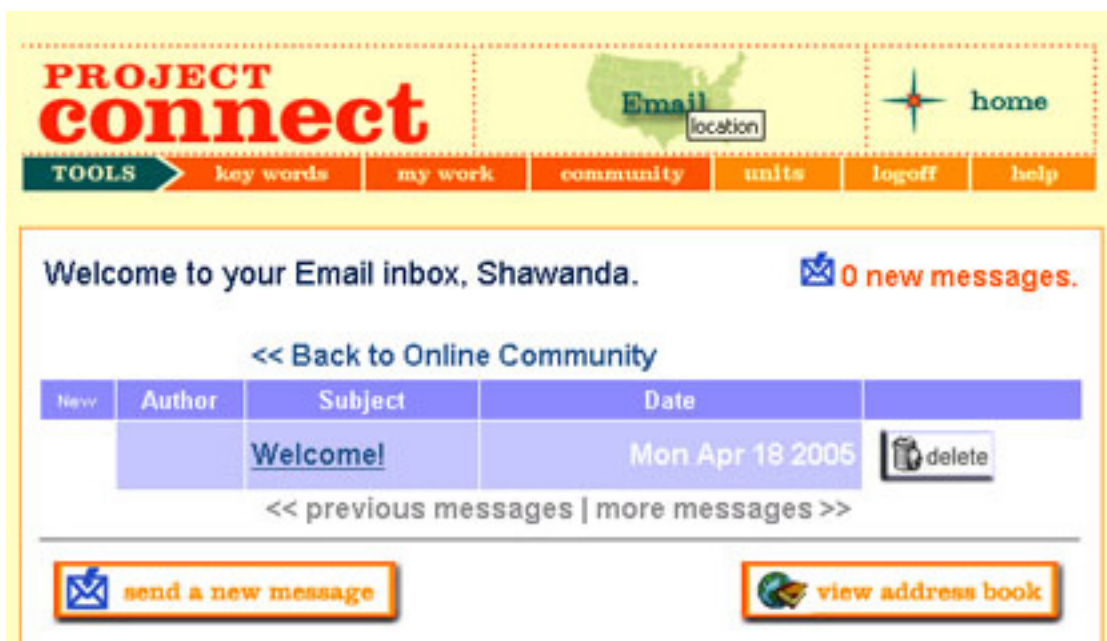 PROJECT
connect
Email
location
home
TOOLS key words my work community units logoff help
Welcome to your Email inbox, Shawanda.
0 new messages.
<< Back to Online Community
New Author Subject Date
Welcome! Mon Apr 18 2005 delete
<< previous messages | more messages >>
send a new message
view address book